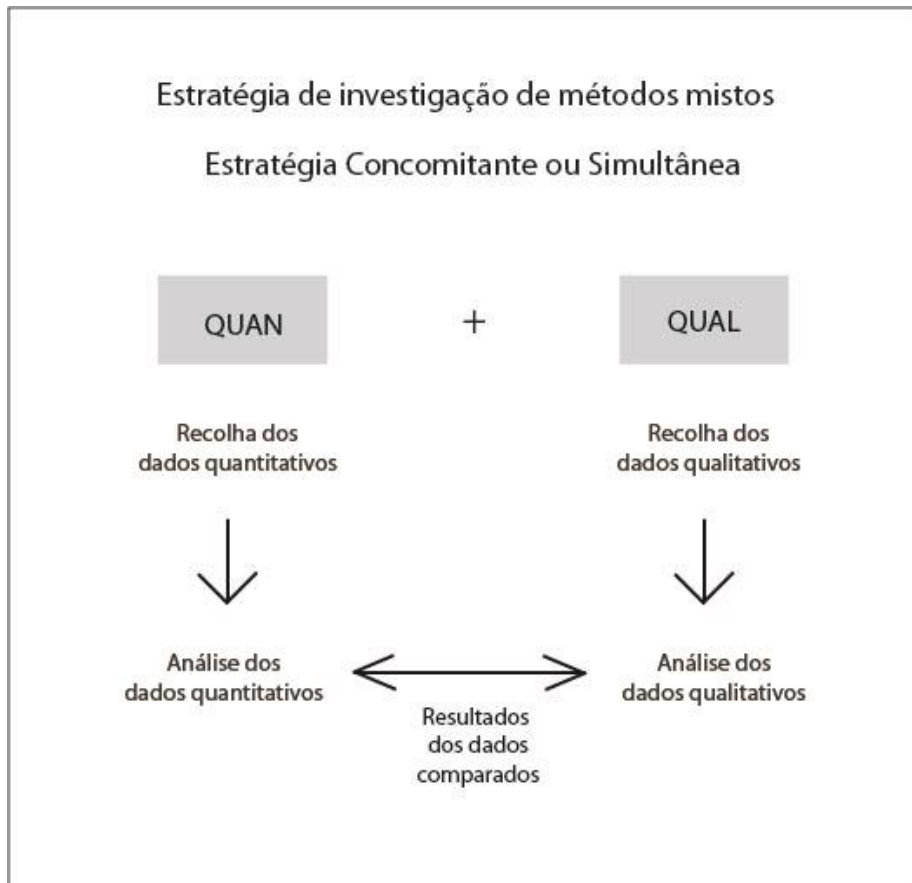 Estratégia de investigação de métodos mistos
Estratégia Concomitante ou Simultânea
QUAN
+
QUAL
Recolha dos
dados quantitativos
Recolha dos
dados qualitativos
Análise dos
dados quantitativos
Análise dos
dados qualitativos
Resultados
dos dados
comparados